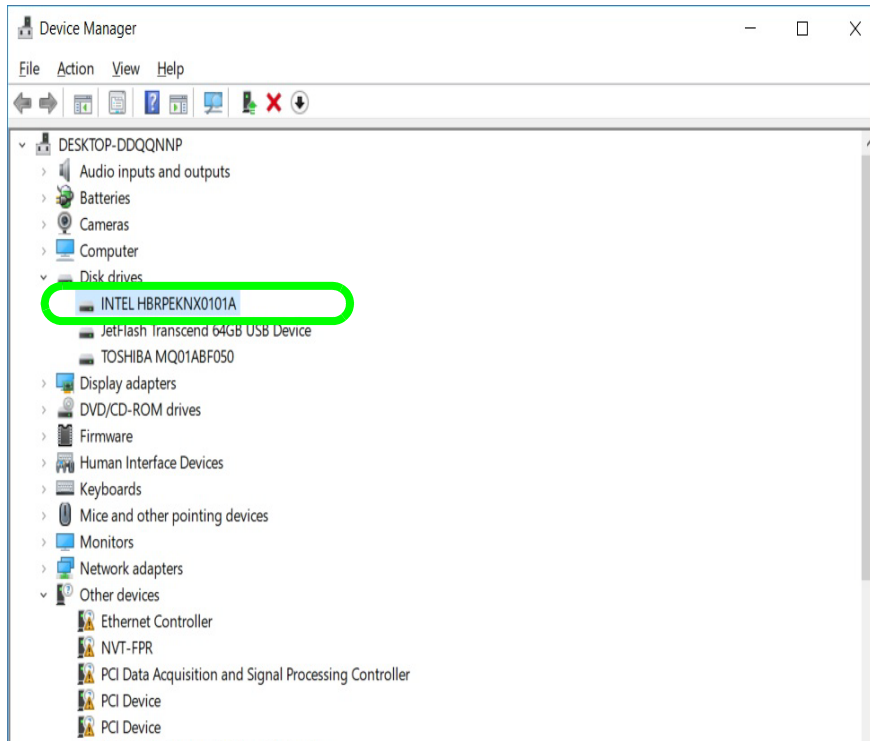 Device Manager
File Action View Help
DESKTOP-DDQQNNP
Audio inputs and outputs
Batteries
Cameras
Computer
Disk drives
INTEL HBRPEKNX0101A
JetFlash Transcend 64GB USB Device
TOSHIBA MQ01ABF050
Display adapters
DVD/CD-ROM drives
Firmware
Human Interface Devices
Keyboards
Mice and other pointing devices
Monitors
Network adapters
Other devices
Ethernet Controller
NVT-FPR
PCI Data Acquisition and Signal Processing Controller
PCI Device
PCI Device